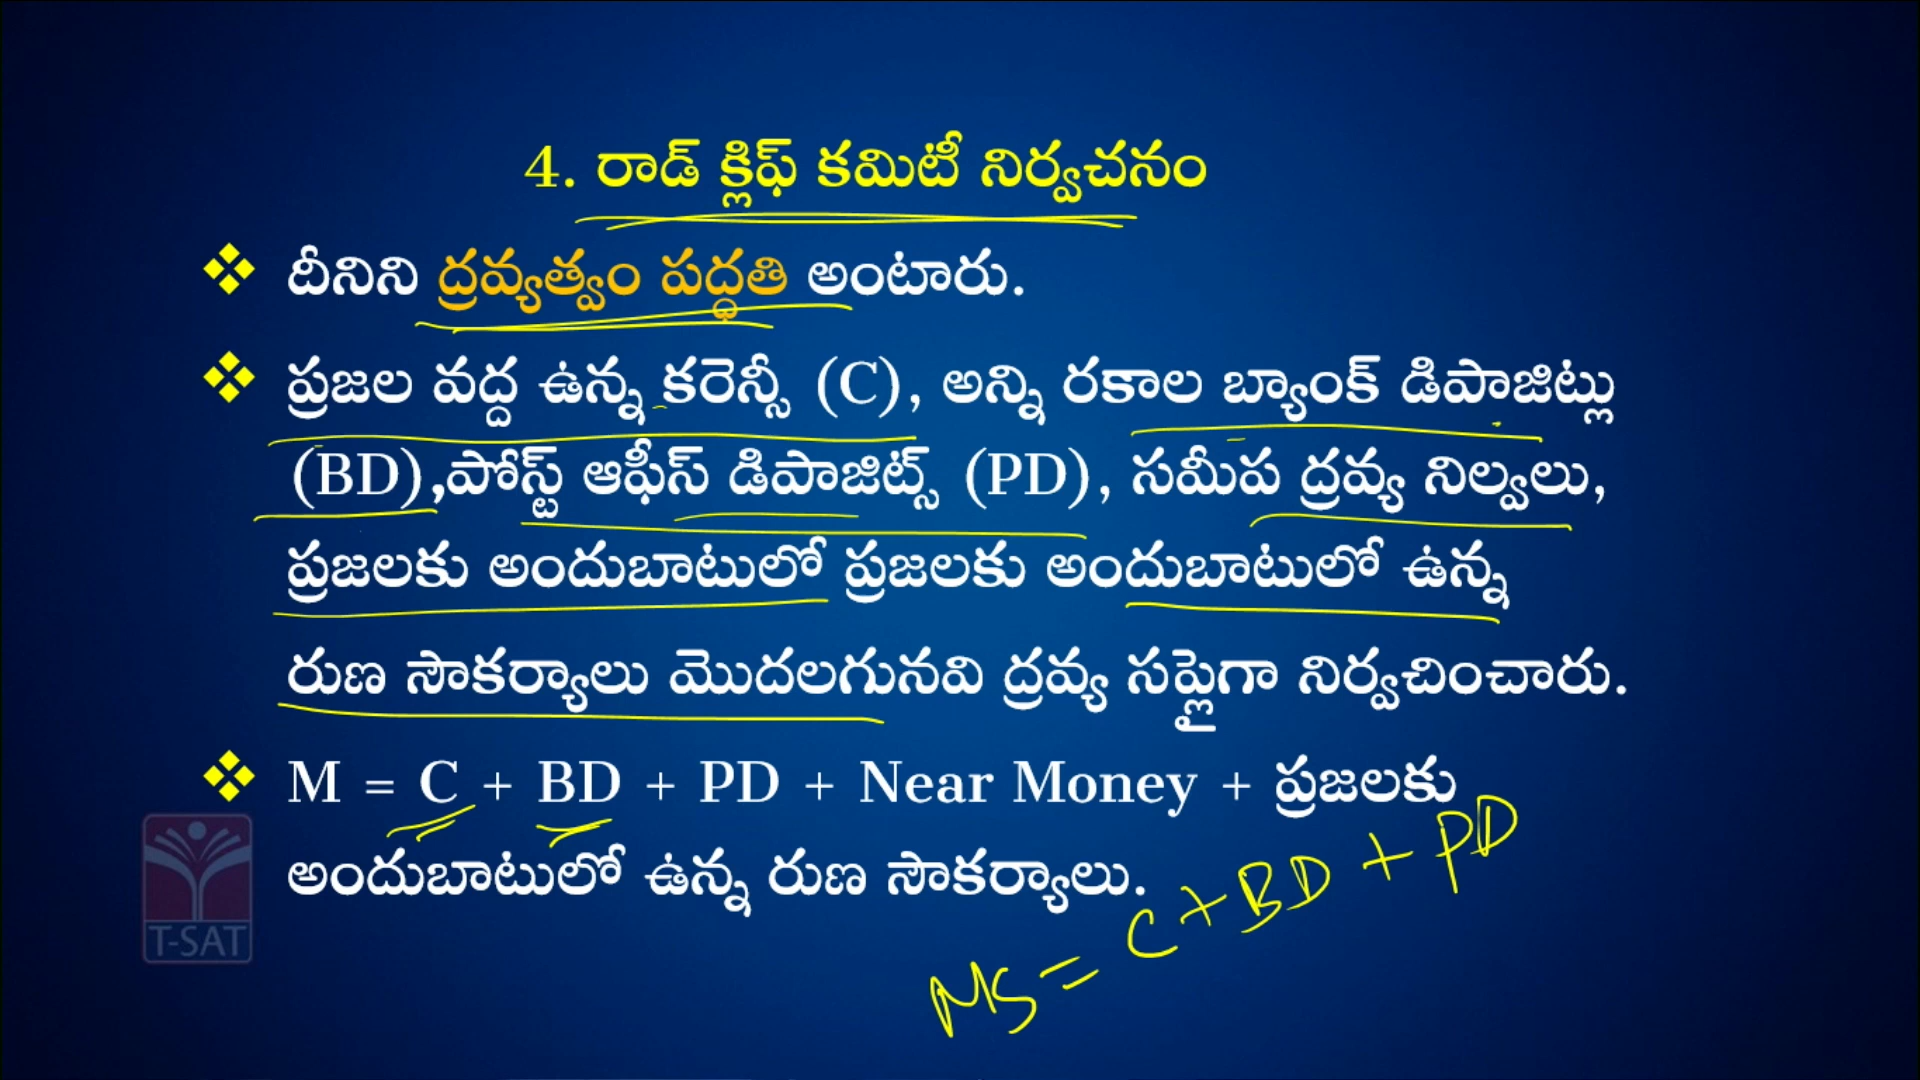 4. రాడ్ క్లిఫ్ కమిటీ నిర్వచనం
దీనిని ద్రవ్యత్వం పద్ధతి అంటారు.
ప్రజల వద్ద ఉన్న కరెన్సీ (C), అన్ని రకాల బ్యాంక్ డిపాజిట్లు
(BD),పోస్ట్ ఆఫీస్ డిపాజిట్స్ (PD), సమీప ద్రవ్య నిల్వలు,
ప్రజలకు అందుబాటులో ప్రజలకు అందుబాటులో ఉన్న
రుణ సౌకర్యాలు మొదలగునవి ద్రవ్య సప్లైగా నిర్వచించారు.
M = C + BD + PD + Near Money + ప్రజలకు
అందుబాటులో ఉన్న రుణ సౌకర్యాలు.
MS = C + BD + PD
T-SAT